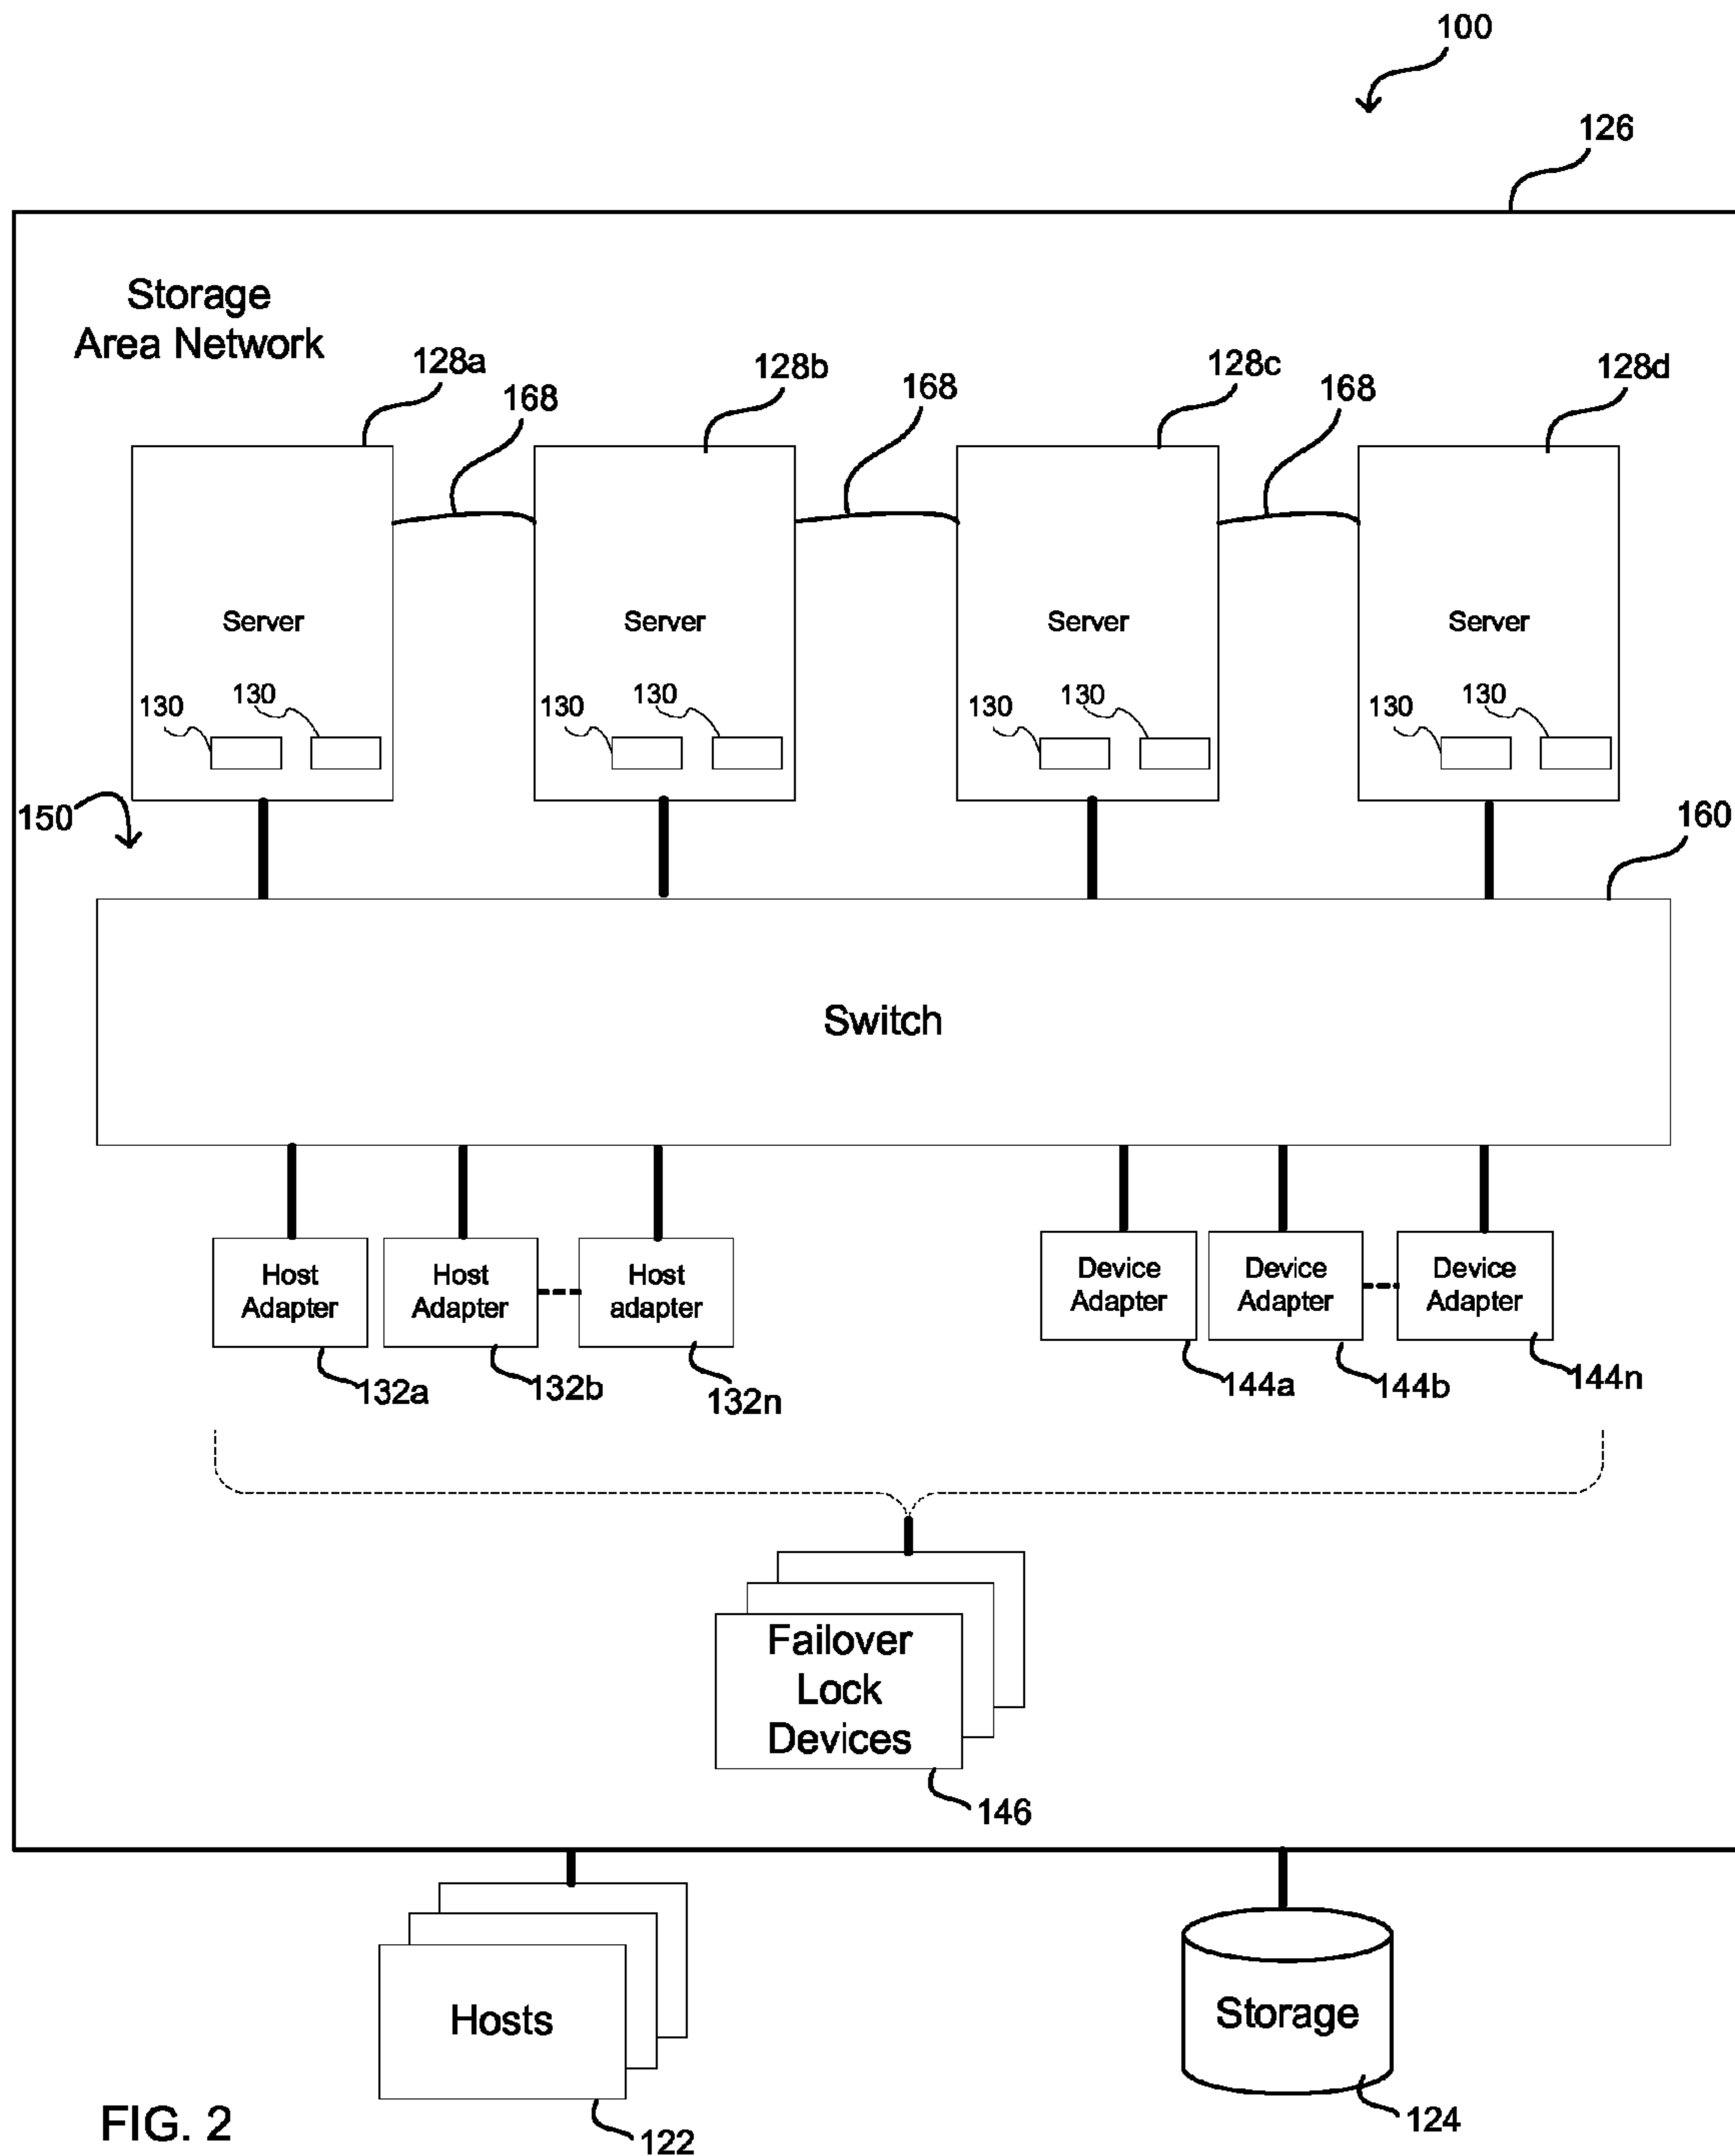 100
126
Storage
Area Network
128a
168
128b
168
128c
168
128d
Server
Server
Server
Server
130
130
130
130
130
130
130
130
150
160
Switch
Host
Adapter
Host
Adapter
Host
adapter
Device
Adapter
Device
Adapter
Device
Adapter
132a
132b
132n
144a
144b
144n
Failover
Lock
Devices
146
Hosts
Storage
122
124
FIG. 2